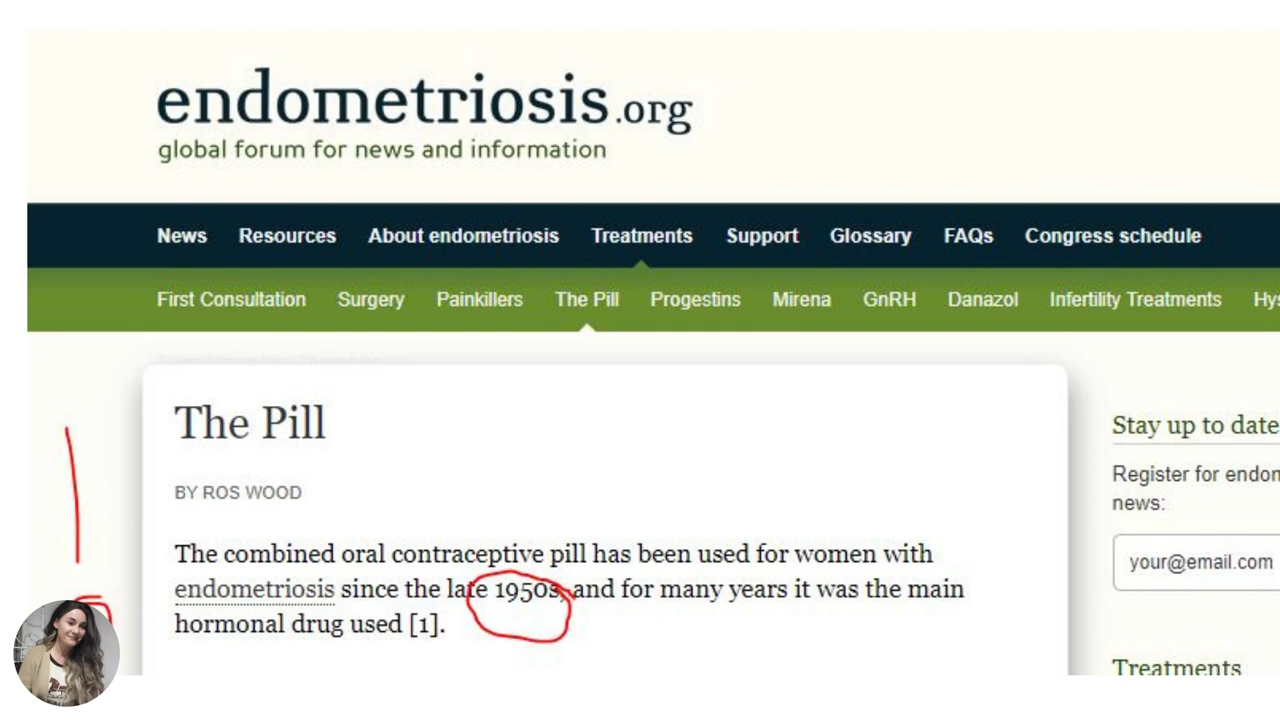 endometriosis.org
global forum for news and information
News Resources About endometriosis Treatments Support Glossary FAQs Congress schedule
First Consultation Surgery Painkillers The Pill Progestins Mirena GnRH Danazol Infertility Treatments
The Pill
BY ROS WOOD
The combined oral contraceptive pill has been used for women with
endometriosis since the late 1950s, and for many years it was the main
hormonal drug used [1].
Stay up to date
Register for endom
news:
your@email.com
Treatments